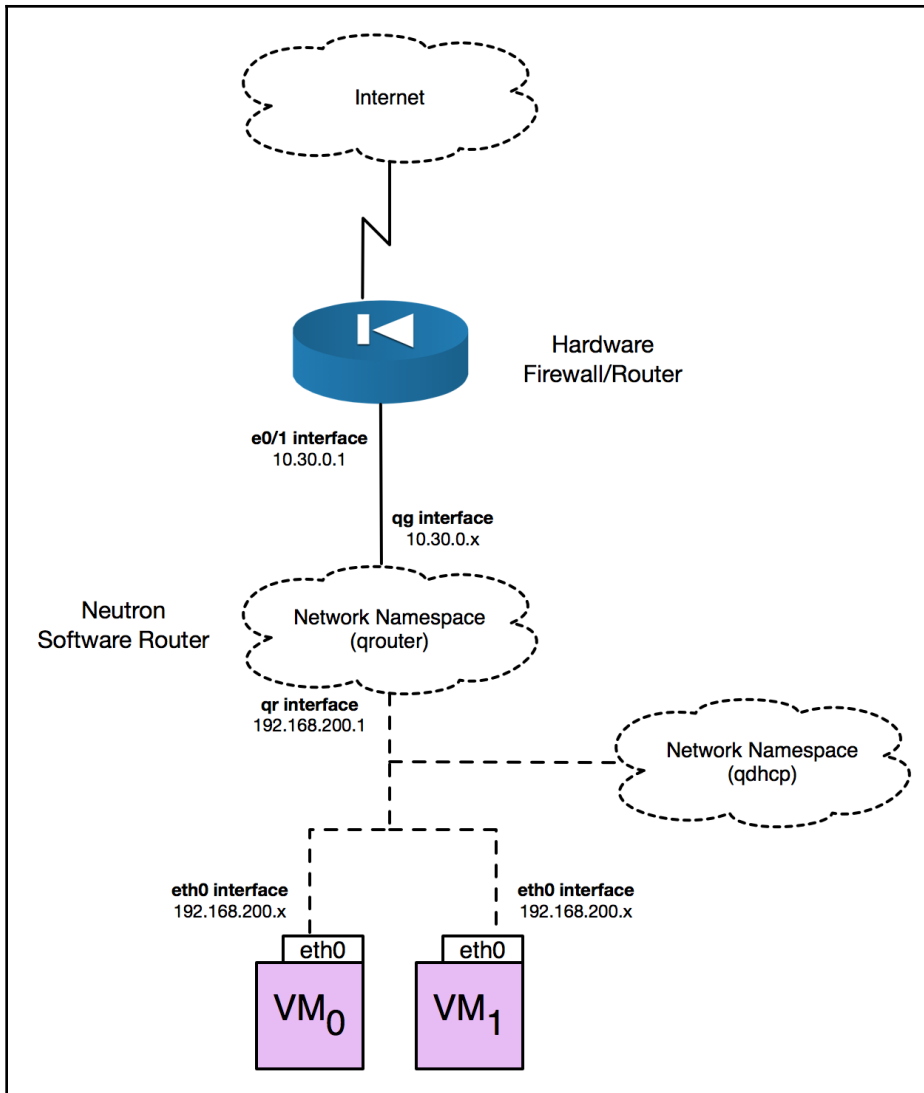 Internet
Hardware
Firewall/Router
e0/1 interface
10.30.0.1
qg interface
10.30.0.x
Neutron
Software Router
Network Namespace
(qrouter)
qr interface
192.168.200.1
Network Namespace
(qdhcp)
eth0 interface
192.168.200.x
eth0 interface
192.168.200.x
eth0
VM0
eth0
VM1